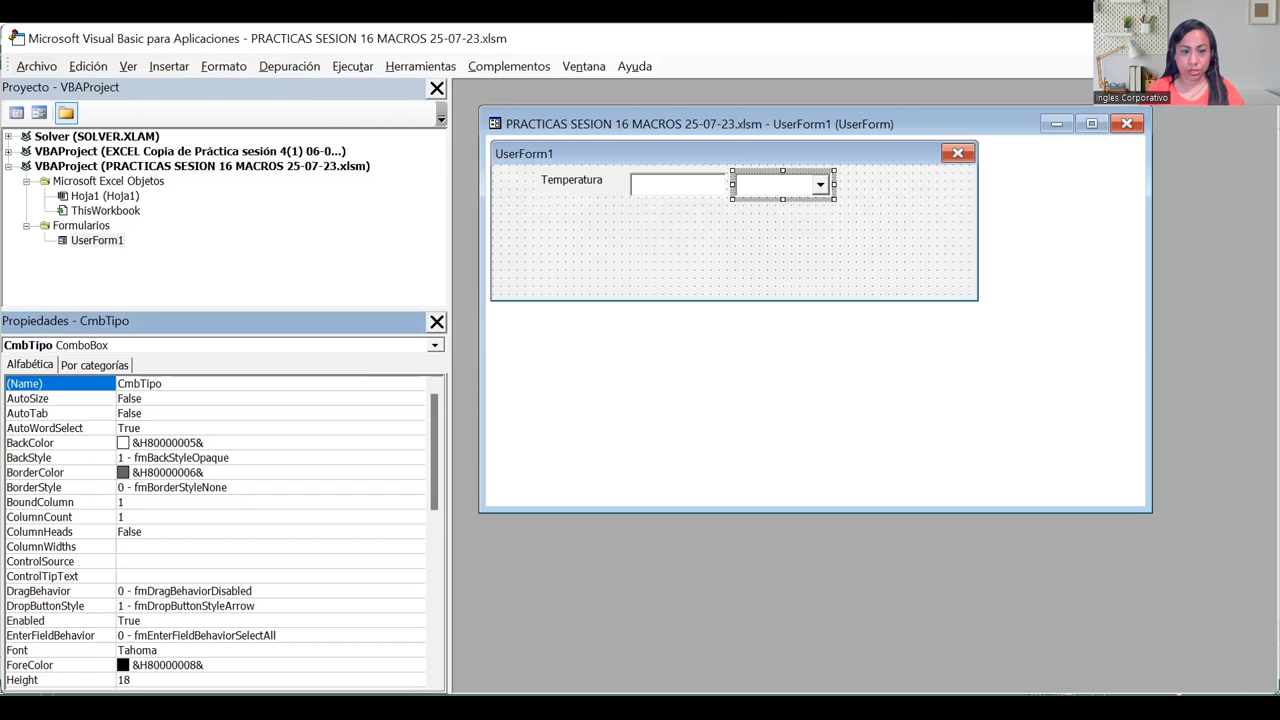 Microsoft Visual Basic para Aplicaciones - PRACTICAS SESION 16 MACROS 25-07-23.xlsm
Archivo Edición Ver Insertar Formato Depuración Ejecutar Herramientas Complementos Ventana Ayuda
Ingles Corporativo
Proyecto - VBAProject
Solver (SOLVER.XLAM)
VBAProject (EXCEL Copia de Práctica sesión 4(1) 06-0...)
VBAProject (PRACTICAS SESION 16 MACROS 25-07-23.xlsm)
Microsoft Excel Objetos
Hoja1 (Hoja1)
ThisWorkbook
Formularios
UserForm1
Propiedades - CmbTipo
CmbTipo ComboBox
Alfabética Por categorías
(Name) CmbTipo
AutoSize False
AutoTab False
AutoWordSelect True
BackColor &H80000005&
BackStyle 1 - fmBackStyleOpaque
BorderColor &H80000006&
BorderStyle 0 - fmBorderStyleNone
BoundColumn 1
ColumnCount 1
ColumnHeads False
ColumnWidths
ControlSource
ControlTipText
DragBehavior 0 - fmDragBehaviorDisabled
DropButtonStyle 1 - fmDropButtonStyleArrow
Enabled True
EnterFieldBehavior 0 - fmEnterFieldBehaviorSelectAll
Font Tahoma
ForeColor &H80000008&
Height 18
PRACTICAS SESION 16 MACROS 25-07-23.xlsm - UserForm1 (UserForm)
UserForm1
Temperatura